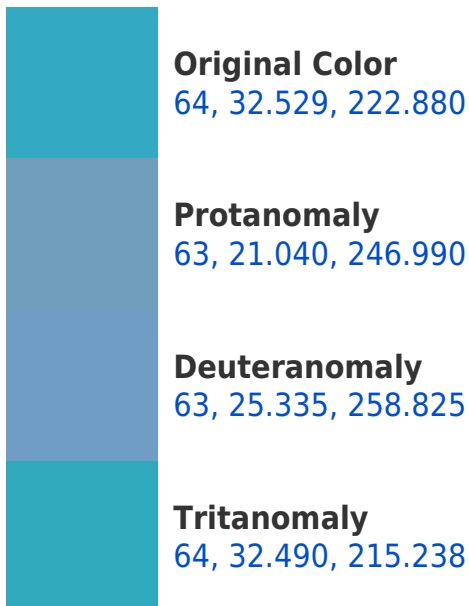 Original Color
64, 32.529, 222.880
Protanomaly
63, 21.040, 246.990
Deuteranomaly
63, 25.335, 258.825
Tritanomaly
64, 32.490, 215.238